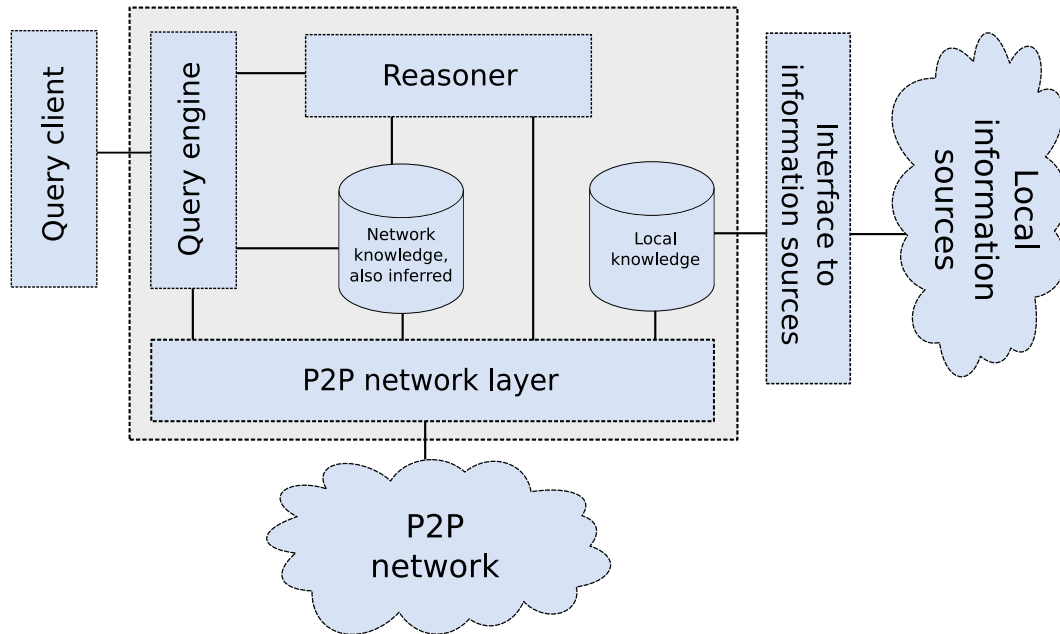 Query client
Query engine
Reasoner
Network
knowledge,
also inferred
Local
knowledge
Interface to
information sources
Local
information
sources
P2P network layer
P2P
network